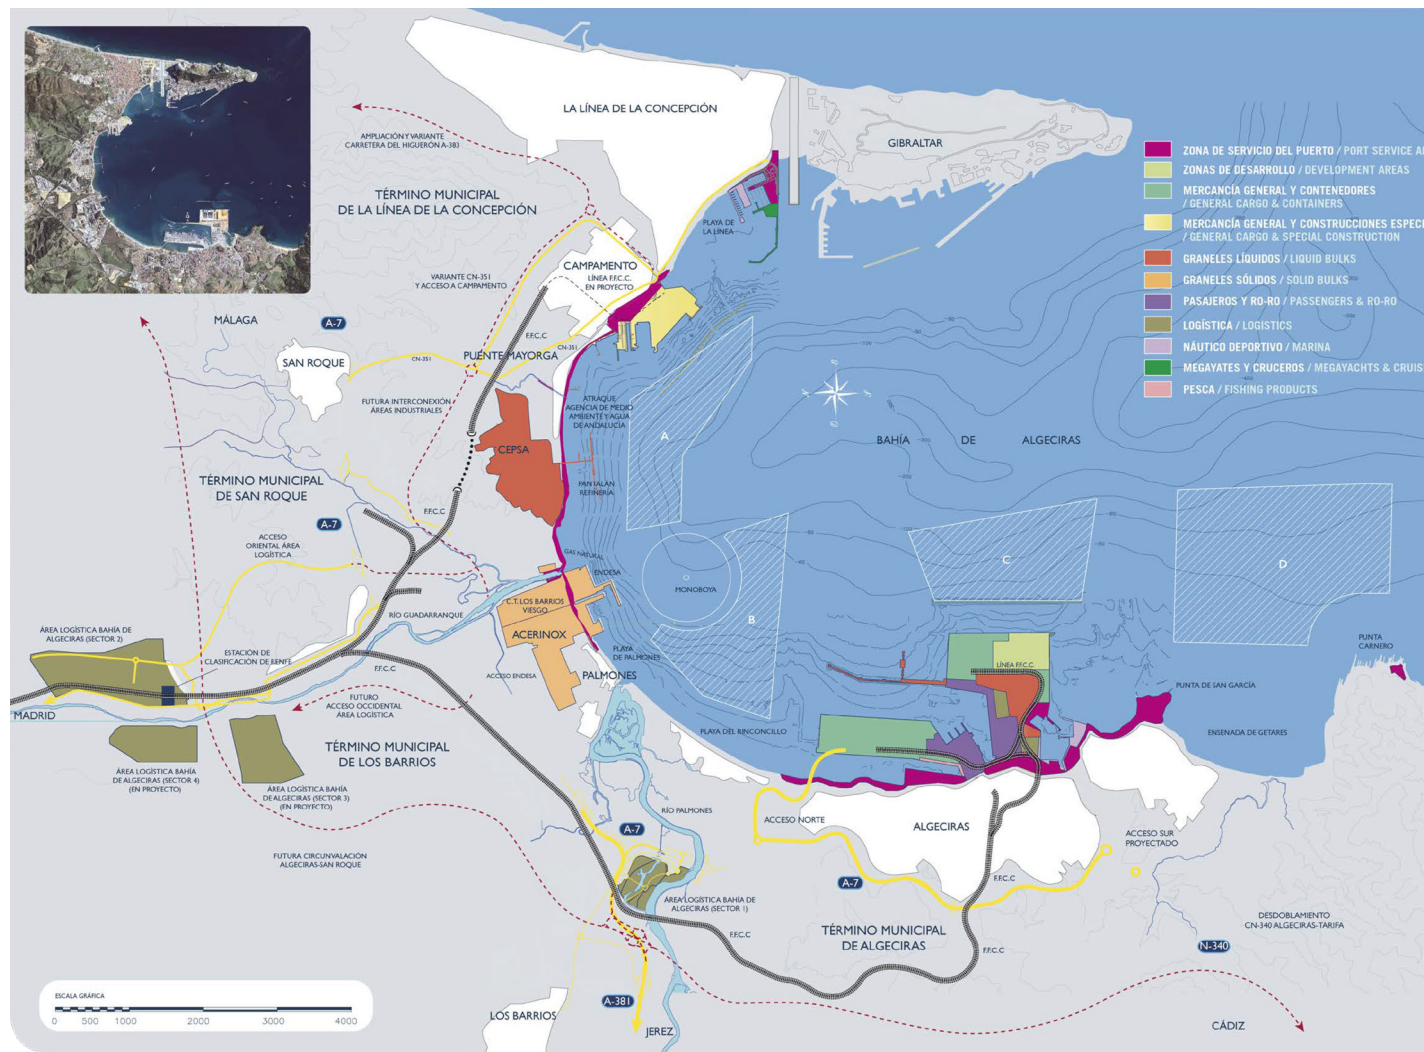 LA LÍNEA DE LA CONCEPCIÓN
GIBRALTAR
AMPLIACIÓN Y VARIANTE
CARRETERA DEL HIGUERÓN A-383
TÉRMINO MUNICIPAL
DE LA LÍNEA DE LA CONCEPCIÓN
PLAYA DE
LA LÍNEA
ZONA DE SERVICIO DEL PUERTO / PORT SERVICE A
ZONAS DE DESARROLLO / DEVELOPMENT AREAS
MERCANCÍA GENERAL Y CONTENEDORES
/ GENERAL CARGO & CONTAINERS
MERCANCÍA GENERAL Y CONSTRUCCIONES ESPECI
/ GENERAL CARGO & SPECIAL CONSTRUCTION
GRANELES LÍQUIDOS / LIQUID BULKS
GRANELES SÓLIDOS / SOLID BULKS
PASAJEROS Y RO-RO / PASSENGERS & RO-RO
LOGÍSTICA / LOGISTICS
NÁUTICO DEPORTIVO / MARINA
MEGAYATES Y CRUCEROS / MEGAYACHTS & CRUIS
PESCA / FISHING PRODUCTS
VARIANTE CN-351
Y ACCESO A CAMPAMENTO
CAMPAMENTO
LÍNEA F.F.C.C.
EN PROYECTO
MÁLAGA
A-7
F.F.C.C
CN-351
PUENTE MAYORGA
SAN ROQUE
CN-351
FUTURA INTERCONEXIÓN
ÁREAS INDUSTRIALES
ATRAQUE
AGENCIA DE MEDIO
AMBIENTE Y AGUA
DE ANDALUCÍA
A
BAHÍA DE ALGECIRAS
CEPSA
TÉRMINO MUNICIPAL
DE SAN ROQUE
PANTALAN
REFINERÍA
F.F.C.C
A-7
ACCESO
ORIENTAL ÁREA
LOGÍSTICA
GAS NATURAL
ENDESA
MONOBOYA
C
D
B
C.T. LOS BARRIOS
VIESGO
ACERINOX
RÍO GUADARRANQUE
ÁREA LOGÍSTICA BAHÍA DE
ALGECIRAS (SECTOR 2)
ESTACIÓN DE
CLASIFICACIÓN DE RENFE
F.F.C.C
PLAYA
DE PALMONES
ACCESO ENDESA
PALMONES
LÍNEA F.F.C.C.
PUNTA
CARNERO
PUNTA DE SAN GARCÍA
MADRID
FUTURO
ACCESO OCCIDENTAL
ÁREA LOGÍSTICA
PLAYA DEL RINCONCILLO
ENSENADA DE GETARES
TÉRMINO MUNICIPAL
DE LOS BARRIOS
ÁREA LOGÍSTICA BAHÍA
DE ALGECIRAS (SECTOR 4)
(EN PROYECTO)
ÁREA LOGÍSTICA BAHÍA
DE ALGECIRAS (SECTOR 3)
(EN PROYECTO)
RÍO PALMONES
ACCESO NORTE
ALGECIRAS
ACCESO SUR
PROYECTADO
A-7
FUTURA CIRCUNVALACIÓN
ALGECIRAS-SAN ROQUE
A-7
F.F.C.C
ÁREA LOGÍSTICA BAHÍA DE
ALGECIRAS (SECTOR 1)
F.F.C.C
TÉRMINO MUNICIPAL
DE ALGECIRAS
F.F.C.C
DESDOBLAMIENTO
CN-340 ALGECIRAS-TARIFA
N-340
ESCALA GRÁFICA
0 500 1000 2000 3000 4000
A-381
LOS BARRIOS
JEREZ
CÁDIZ